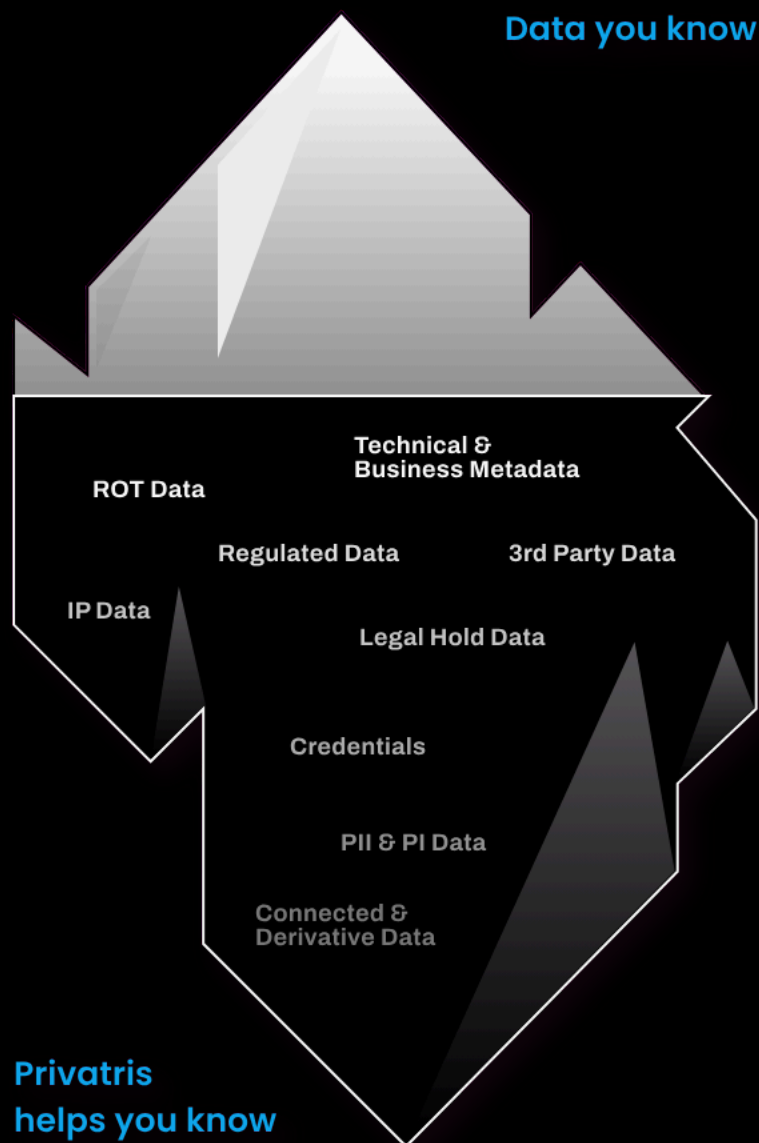 Data you know
Technical &
Business Metadata
ROT Data
Regulated Data
3rd Party Data
IP Data
Legal Hold Data
Credentials
PII & PI Data
Connected &
Derivative Data
Privatris
helps you know